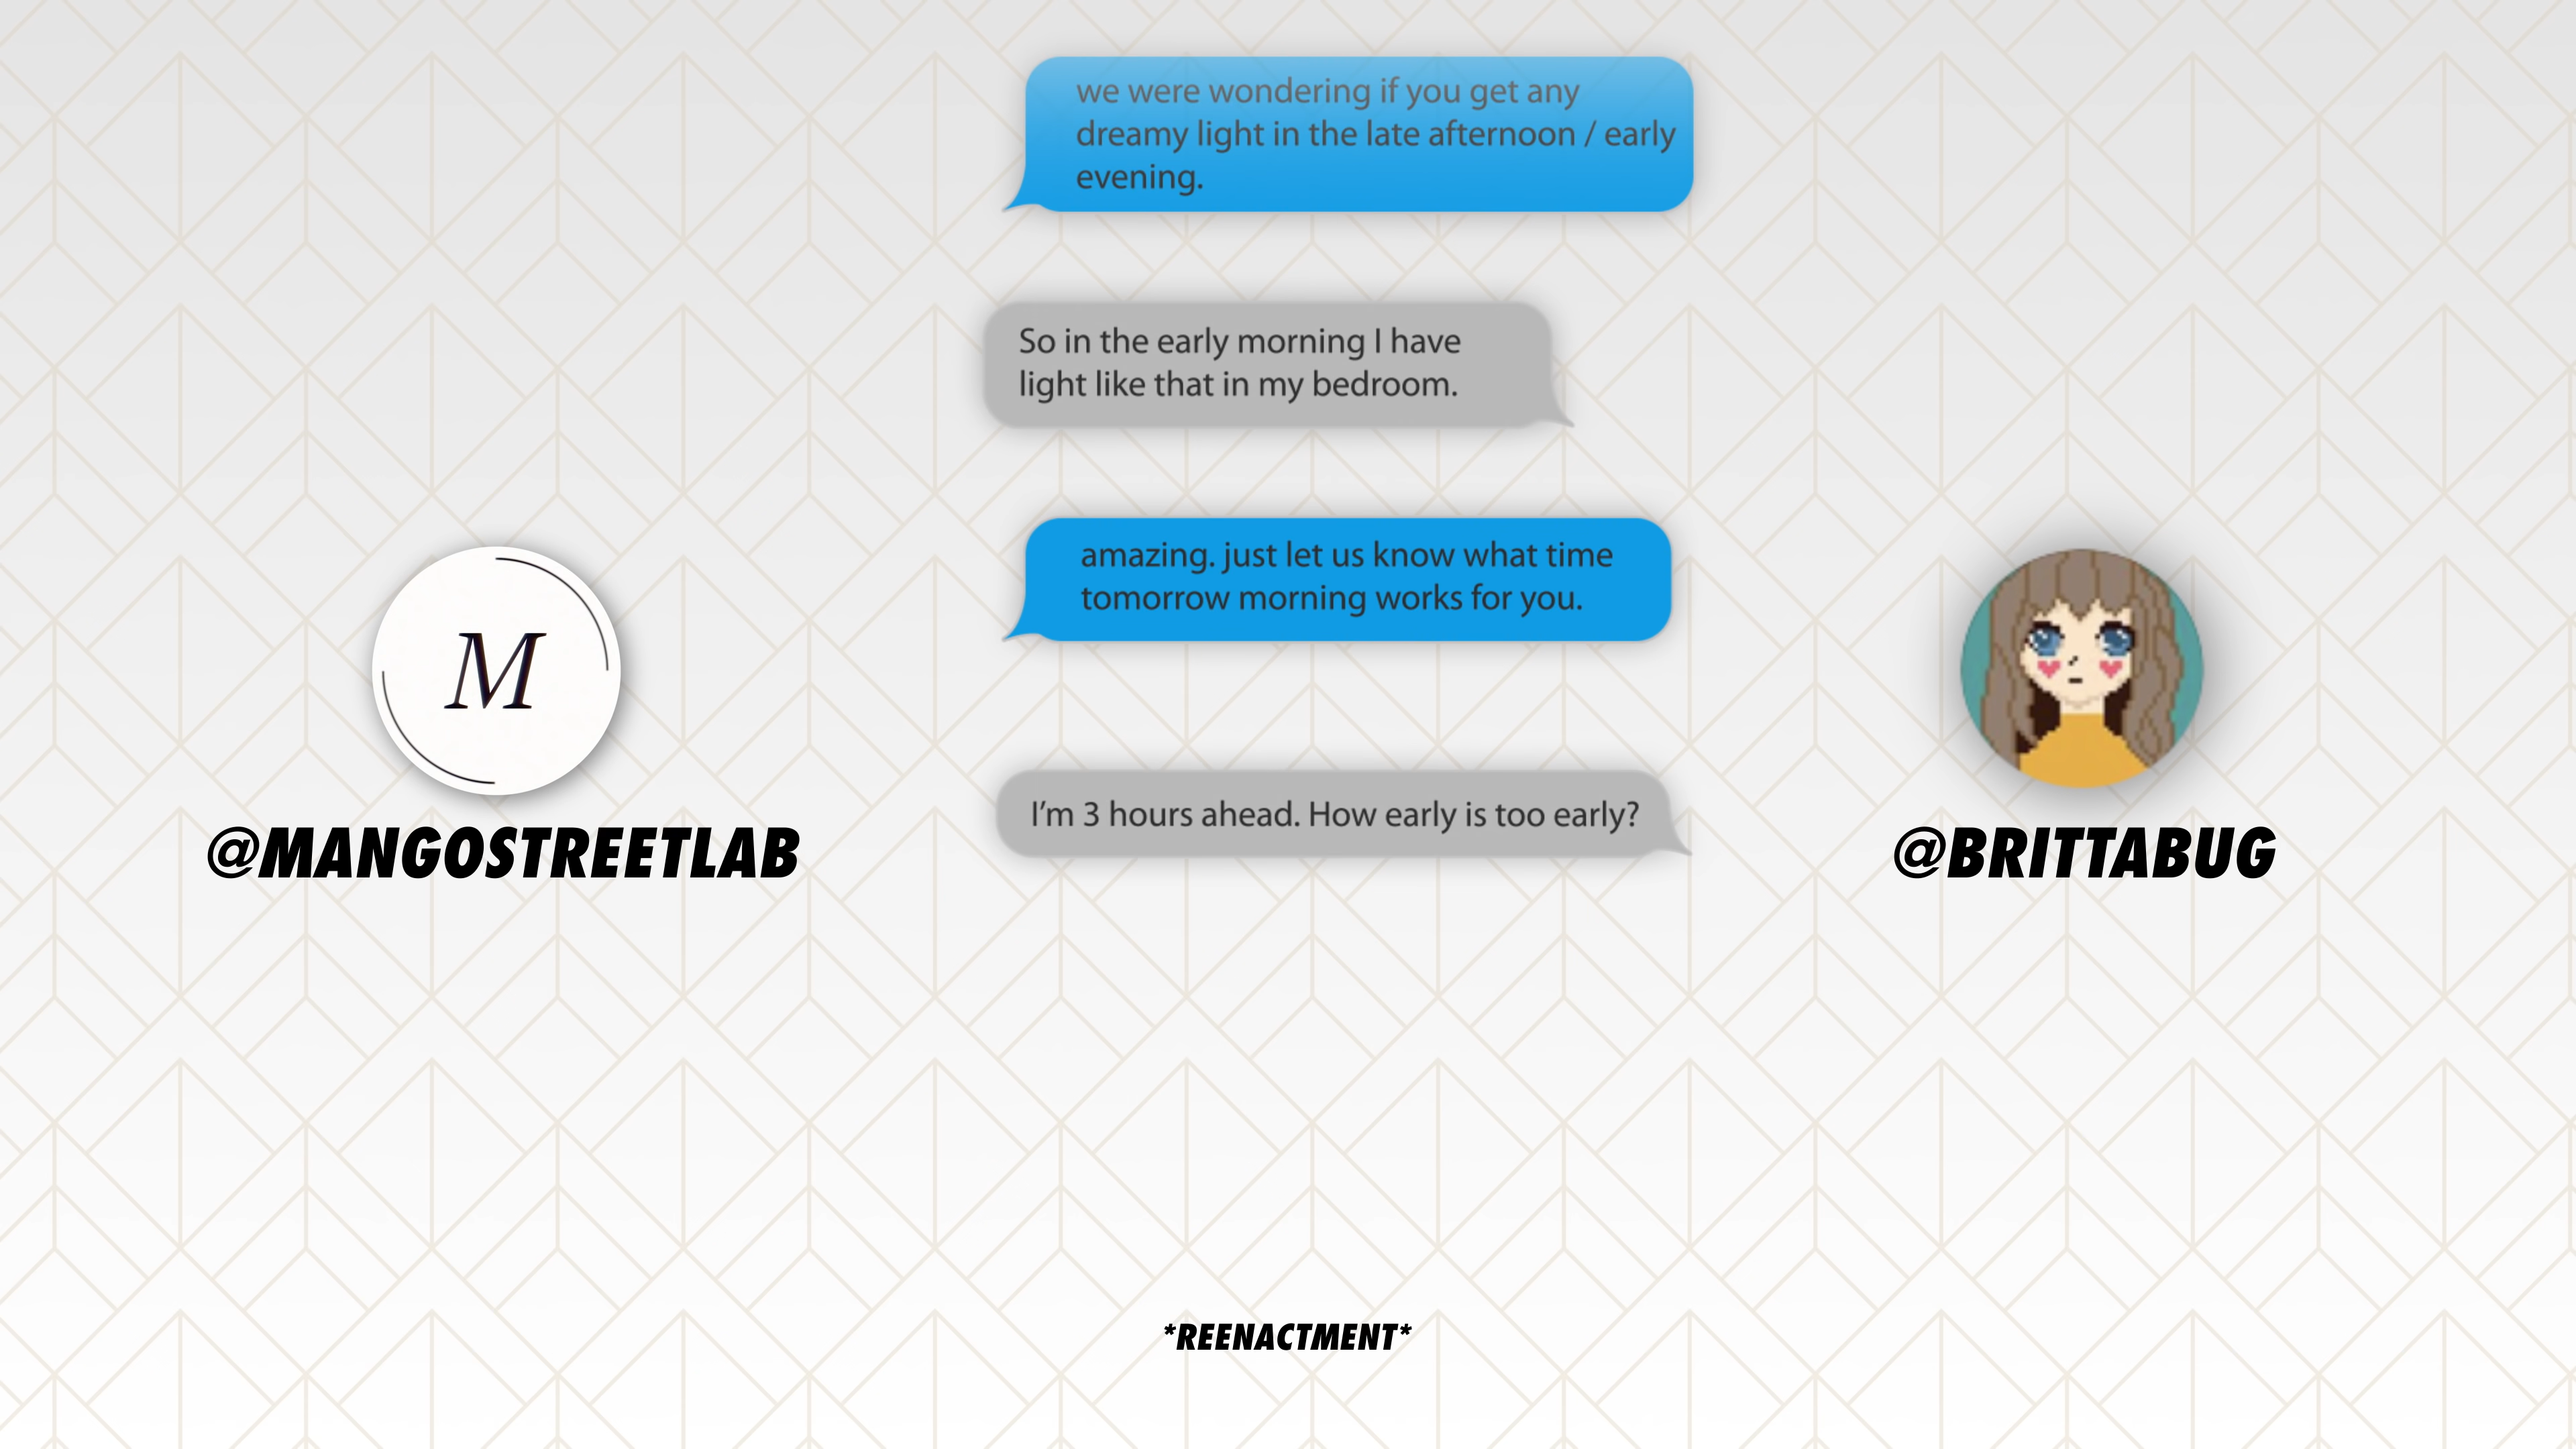 we were wondering if you get any
dreamy light in the late afternoon / early
evening.
So in the early morning I have
light like that in my bedroom.
amazing. just let us know what time
tomorrow morning works for you.
I'm 3 hours ahead. How early is too early?
M
@MANGOSTREETLAB
@BRITTABUG
*REENACTMENT*